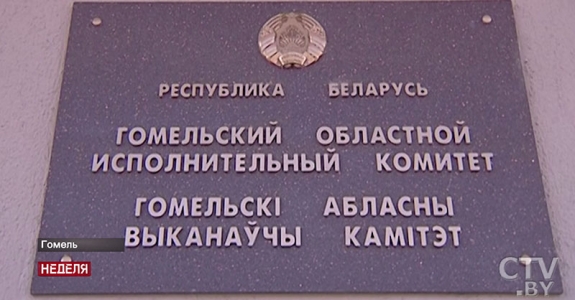 РЕСПУБЛИКА БЕЛАРУСЬ
ГОМЕЛЬСКИЙ ОБЛАСТНОЙ
ИСПОЛНИТЕЛЬНЫЙ КОМИТЕТ
ГОМЕЛЬСКІ АБЛАСНЫ
ВЫКАНАЎЧЫ КАМІТЭТ
Гомель
НЕДЕЛЯ
CTV
.BY